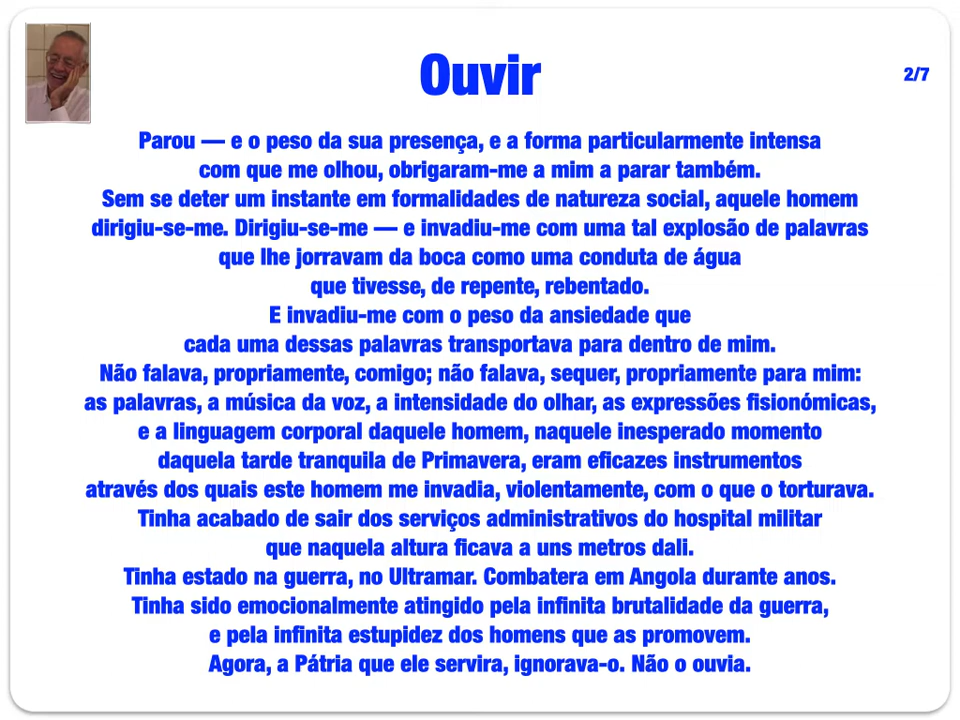 Ouvir
2/7
Parou — e o peso da sua presença, e a forma particularmente intensa
com que me olhou, obrigaram-me a mim a parar também.
Sem se deter um instante em formalidades de natureza social, aquele homem
dirigiu-se-me. Dirigiu-se-me — e invadiu-me com uma tal explosão de palavras
que lhe jorravam da boca como uma conduta de água
que tivesse, de repente, rebentado.
E invadiu-me com o peso da ansiedade que
cada uma dessas palavras transportava para dentro de mim.
Não falava, propriamente, comigo; não falava, sequer, propriamente para mim:
as palavras, a música da voz, a intensidade do olhar, as expressões fisionómicas,
e a linguagem corporal daquele homem, naquele inesperado momento
daquela tarde tranquila de Primavera, eram eficazes instrumentos
através dos quais este homem me invadia, violentamente, com o que o torturava.
Tinha acabado de sair dos serviços administrativos do hospital militar
que naquela altura ficava a uns metros dali.
Tinha estado na guerra, no Ultramar. Combatera em Angola durante anos.
Tinha sido emocionalmente atingido pela infinita brutalidade da guerra,
e pela infinita estupidez dos homens que as promovem.
Agora, a Pátria que ele servira, ignorava-o. Não o ouvia.